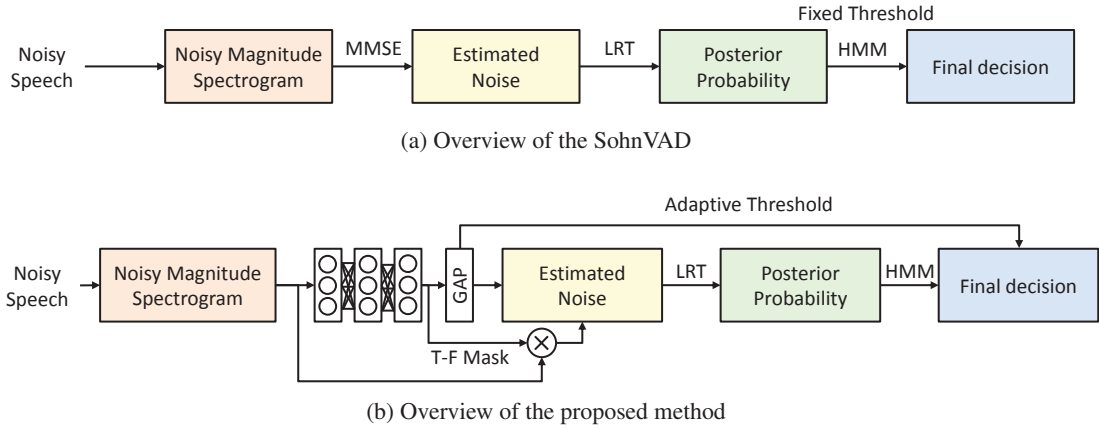 Fixed Threshold
Noisy
Speech
Noisy Magnitude
Spectrogram
MMSE
Estimated
Noise
LRT
Posterior
Probability
HMM
Final decision
(a) Overview of the SohnVAD
Adaptive Threshold
Noisy
Speech
Noisy Magnitude
Spectrogram
GAP
Estimated
Noise
LRT
Posterior
Probability
HMM
Final decision
T-F Mask
(b) Overview of the proposed method